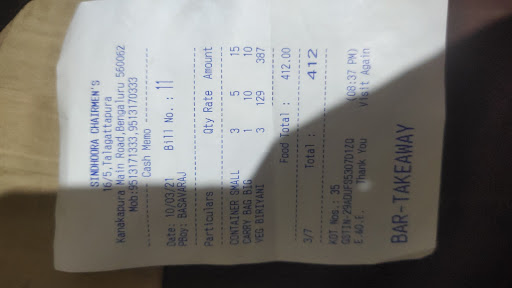 SINDHOORA CHAIRMEN'S
16/5,Talagattapura
Kanakapura Main Road,Bengaluru 560062
Mob:9513171333,9513170333
Cash Memo
Date: 10/03/21 Bill No. : 11
PBoy: BASAVARAJ
Particulars Qty Rate Amount
CONTAINER SMALL 3 5 15
CARRY BAG BIG 1 10 10
VEG BIRIYANI 3 129 387
Food Total : 412.00
3/7 Total : 412
KOT Nos.: 35
GSTIN-29ADUFS5307D1ZQ (08:37 PM)
E.&O.E. Thank You Visit Again
BAR-TAKEAWAY